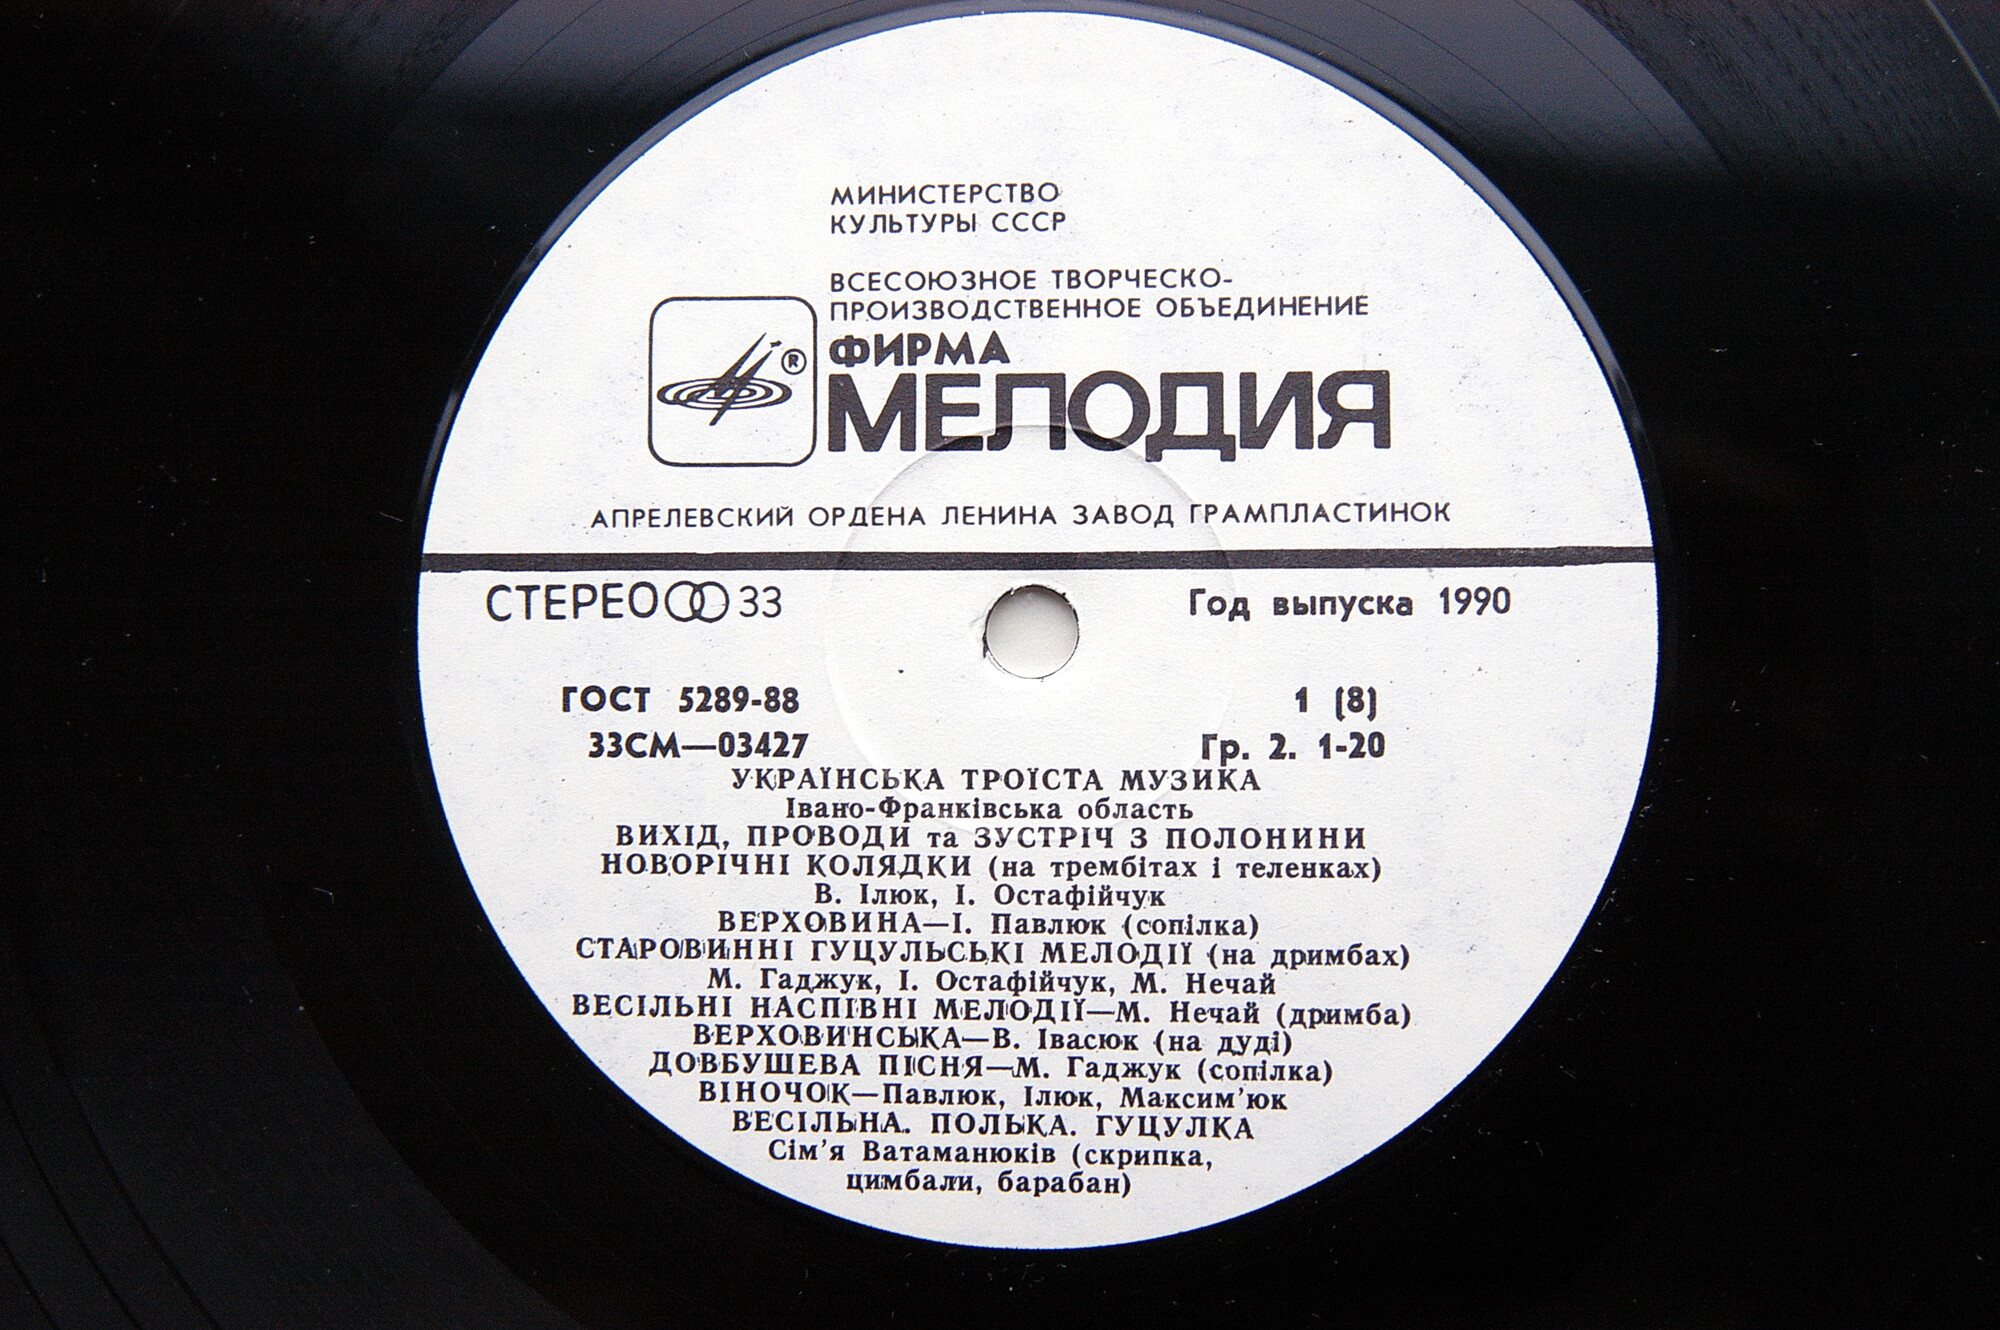 МИНИСТЕРСТВО
КУЛЬТУРЫ СССР
ВСЕСОЮЗНОЕ ТВОРЧЕСКО-
ПРОИЗВОДСТВЕННОЕ ОБЪЕДИНЕНИЕ
ФИРМА
®
МЕЛОДИЯ
АПРЕЛЕВСКИЙ ОРДЕНА ЛЕНИНА ЗАВОД ГРАМПЛАСТИНОК
СТЕРЕО 33 Год выпуска 1990
ГОСТ 5289-88 1 (8)
33СМ—03427 Гр. 2. 1-20
УКРАЇНСЬКА ТРОЇСТА МУЗИКА
Івано-Франківська область
ВИХІД, ПРОВОДИ та ЗУСТРІЧ З ПОЛОНИНИ
НОВОРІЧНІ КОЛЯДКИ (на трембітах і теленках)
В. Ілюк, І. Остафійчук
ВЕРХОВИНА—І. Павлюк (сопілка)
СТАРОВИННІ ГУЦУЛЬСЬКІ МЕЛОДІЇ (на дримбах)
М. Гаджук, І. Остафійчук, М. Нечай
ВЕСІЛЬНІ НАСПІВНІ МЕЛОДІЇ—М. Нечай (дримба)
ВЕРХОВИНСЬКА—В. Івасюк (на дуді)
ДОВБУШЕВА ПІСНЯ—М. Гаджук (сопілка)
ВІНОЧОК—Павлюк, Ілюк, Максим'юк
ВЕСІЛЬНА. ПОЛЬКА. ГУЦУЛКА
Сім'я Ватаманюків (скрипка,
цимбали, барабан)